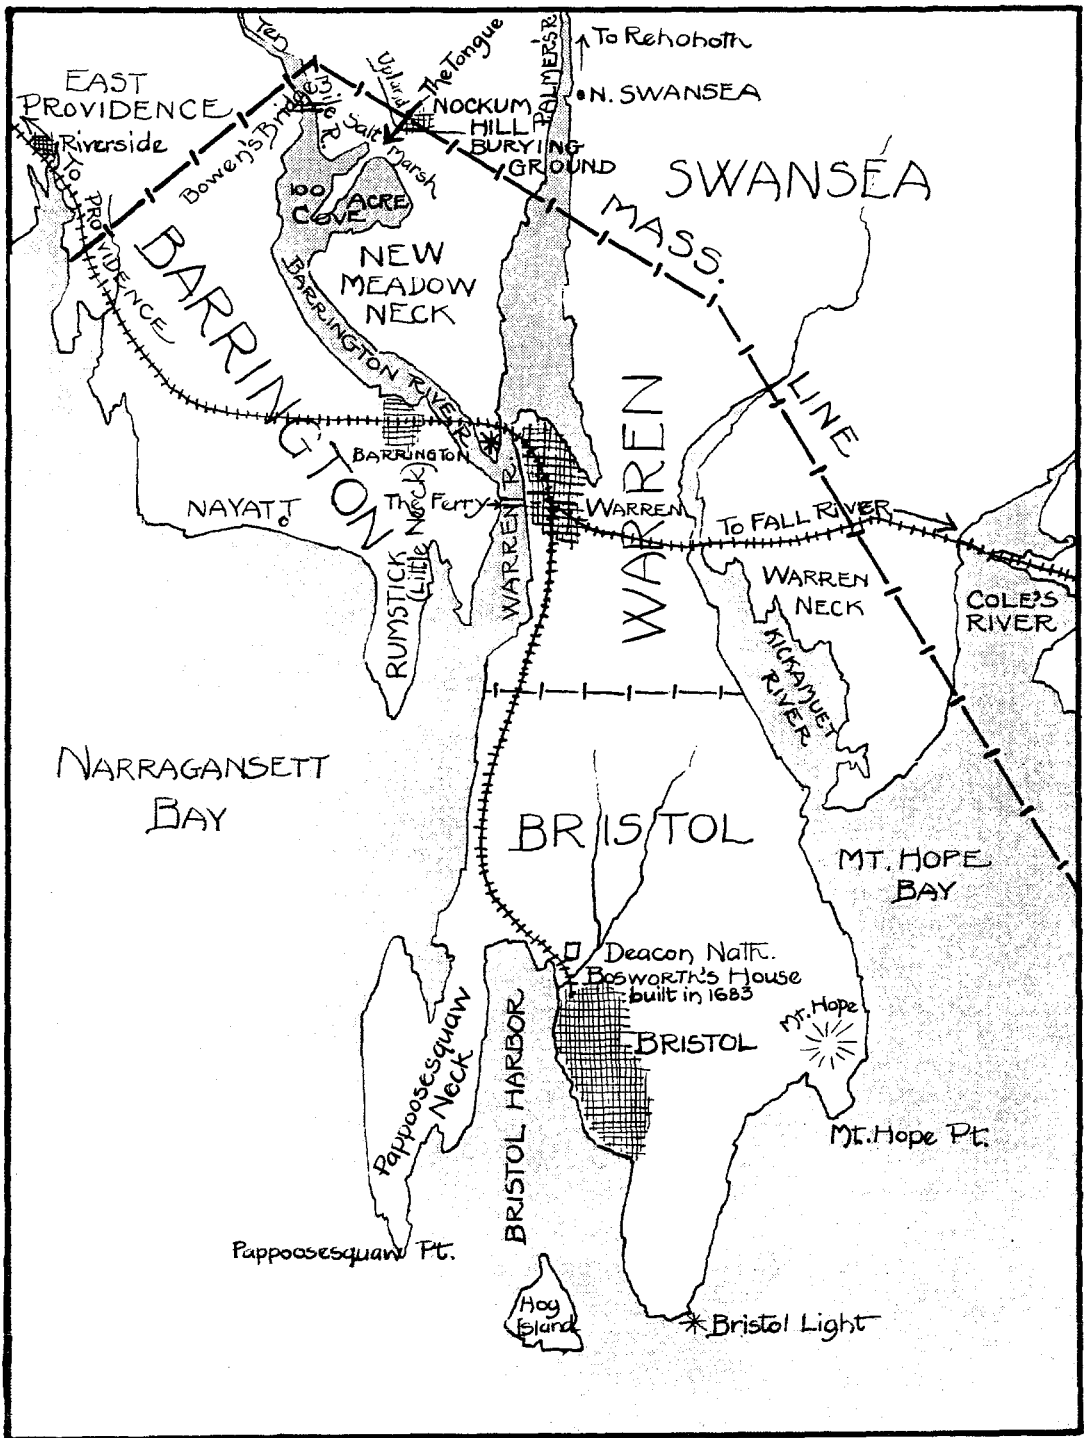 Ten
Mile R.
Upland
The Tongue
PALMER'S R.
To Rehoboth
N. SWANSEA
EAST
PROVIDENCE
Riverside
TO PROVIDENCE
Bowen's Bridge
Salt Marsh
NOCKUM
HILL
BURYING
GROUND
SWANSEA
100
ACRE
COVE
MASS.
LINE
NEW
MEADOW
NECK
BARRINGTON
BARRINGTON RIVER
BARRINGTON
NAYATT
The Ferry
WARREN
WARREN
WARREN R.
RUMSTICK
(Little Neck)
TO FALL RIVER
WARREN
NECK
COLE'S
RIVER
KICKAMUET
RIVER
NARRAGANSETT
BAY
BRISTOL
MT. HOPE
BAY
Deacon Nath.
BOSWORTH'S HOUSE
built in 1683
BRISTOL
Mt. Hope
Mt. Hope Pt.
Pappoosesquaw
Neck
BRISTOL HARBOR
Pappoosesquaw Pt.
Hog
Island
Bristol Light